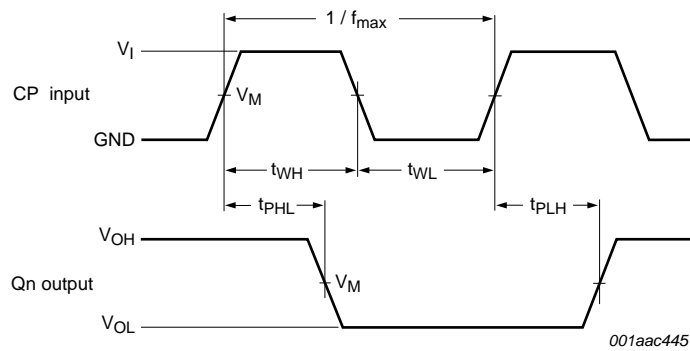 1 / fmax
VI
CP input
VM
GND
tWH
tWL
tPHL
tPLH
VOH
Qn output
VM
VOL
001aac445